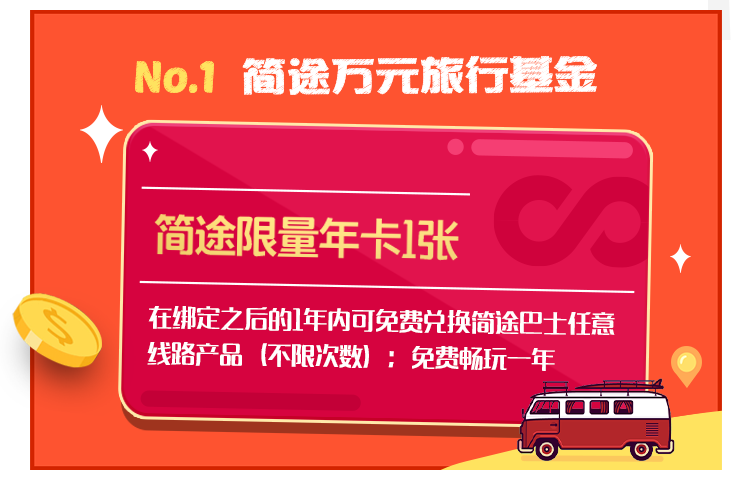 No.1 简途万元旅行基金
简途限量年卡1张
在绑定之后的1年内可免费兑换简途巴士任意
线路产品（不限次数）；免费畅玩一年